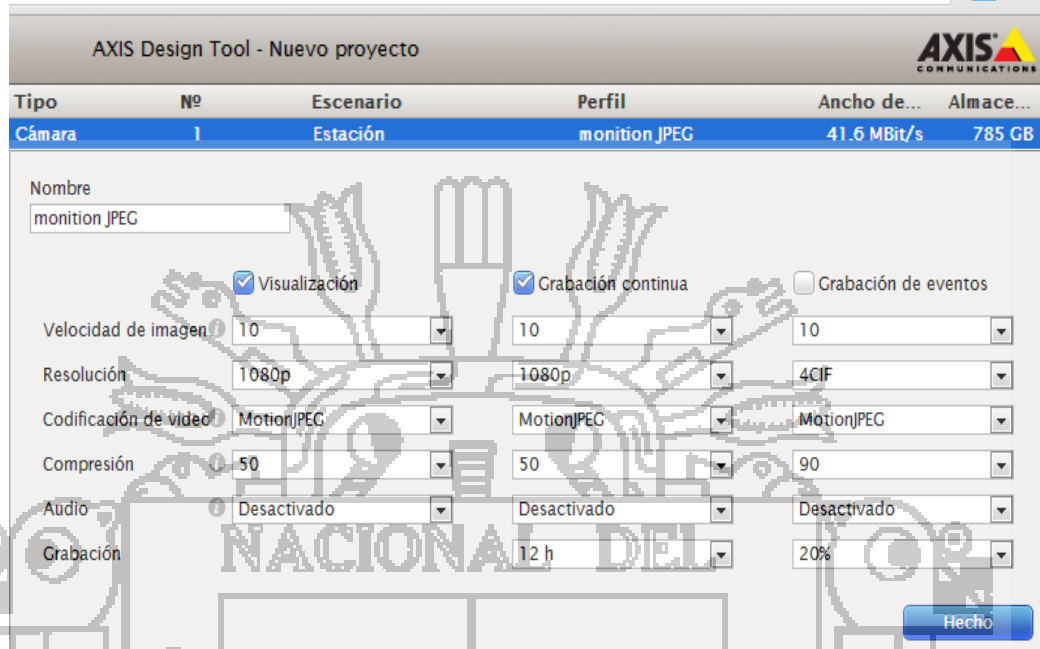 AXIS Design Tool - Nuevo proyecto
AXIS
COMMUNICATIONS
Tipo Nº Escenario Perfil Ancho de... Almace...
Cámara 1 Estación monition JPEG 41.6 MBit/s 785 GB
Nombre
monition JPEG
Visualización Grabación continua Grabación de eventos
Velocidad de imagen 10 10 10
Resolución 1080p 1080p 4CIF
Codificación de video MotionJPEG MotionJPEG MotionJPEG
Compresión 50 50 90
Audio Desactivado Desactivado Desactivado
Grabación 12 h 20%
NACIONAL DEL
Hecho